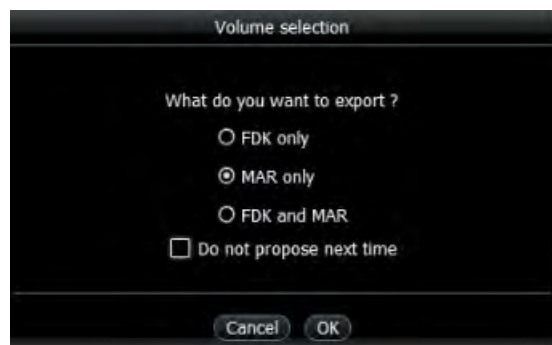 Volume selection
What do you want to export ?
FDK only
MAR only
FDK and MAR
Do not propose next time
Cancel OK